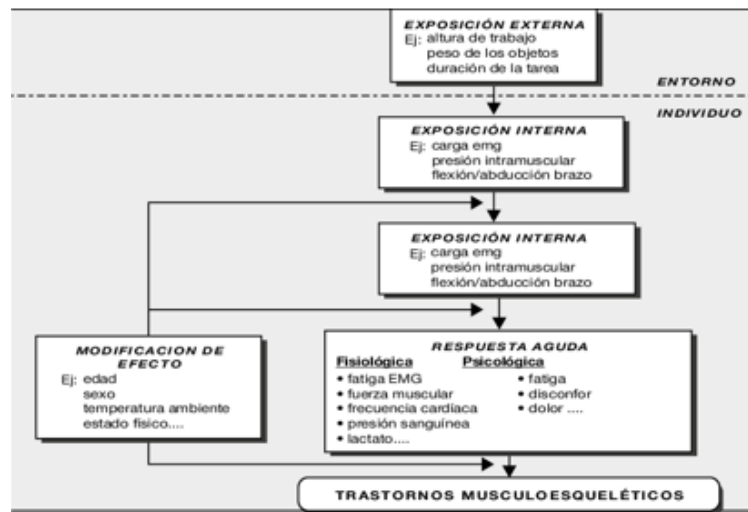 EXPOSICIÓN EXTERNA
Ej: altura de trabajo
peso de los objetos
duración de la tarea
ENTORNO
INDIVIDUO
EXPOSICIÓN INTERNA
Ej: carga emg
presión intramuscular
flexión/abducción brazo
EXPOSICIÓN INTERNA
Ej: carga emg
presión intramuscular
flexión/abducción brazo
MODIFICACION DE
EFECTO
Ej: edad
sexo
temperatura ambiente
estado físico....
RESPUESTA AGUDA
Fisiológica Psicológica
• fatiga EMG • fatiga
• fuerza muscular • disconfor
• frecuencia cardíaca • dolor ....
• presión sanguínea
• lactato....
TRASTORNOS MUSCULOESQUELÉTICOS